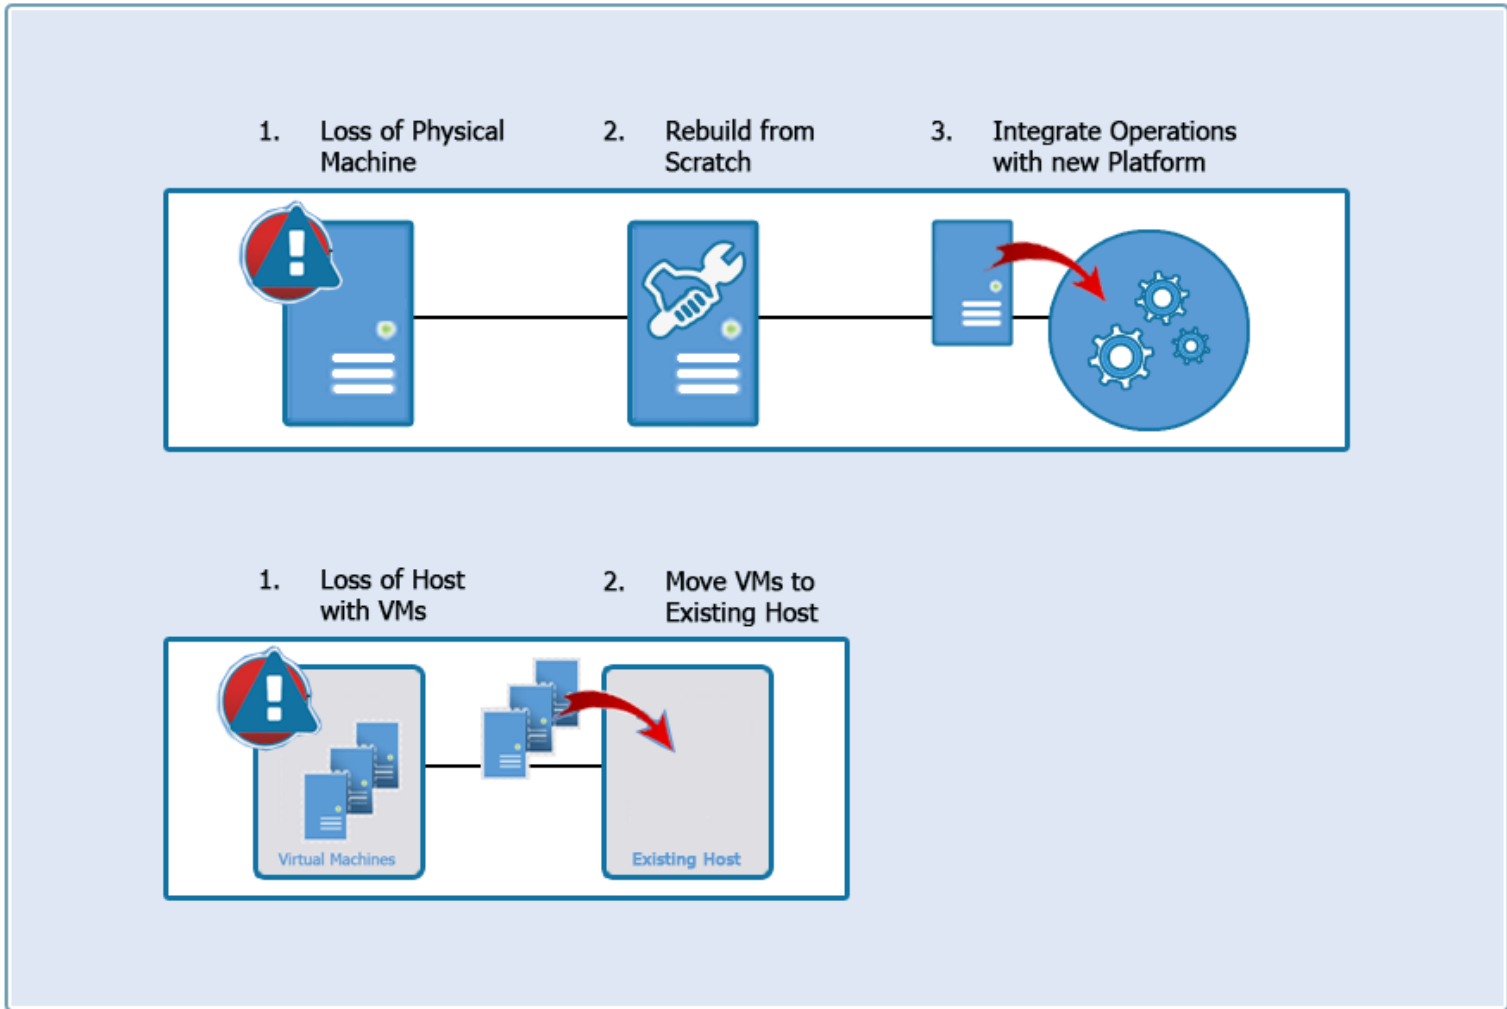 1. Loss of Physical
Machine
2. Rebuild from
Scratch
3. Integrate Operations
with new Platform
1. Loss of Host
with VMs
2. Move VMs to
Existing Host
Virtual Machines
Existing Host